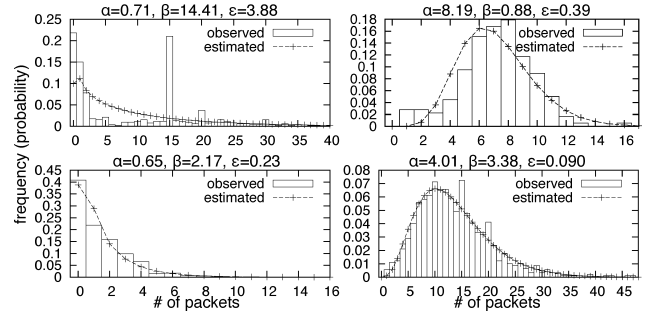 α=0.71, β=14.41, ε=3.88
0.25
0.2
0.15
0.1
0.05
0
observed
estimated
0 5 10 15 20 25 30 35 40
α=8.19, β=0.88, ε=0.39
0.18
0.16
0.14
0.12
0.1
0.08
0.06
0.04
0.02
observed
estimated
0 2 4 6 8 10 12 14 16
frequency (probability)
α=0.65, β=2.17, ε=0.23
0.45
0.4
0.35
0.3
0.25
0.2
0.15
0.1
0.05
0
observed
estimated
0 2 4 6 8 10 12 14 16
# of packets
α=4.01, β=3.38, ε=0.090
0.08
0.07
0.06
0.05
0.04
0.03
0.02
0.01
0
observed
estimated
0 5 10 15 20 25 30 35 40 45
# of packets